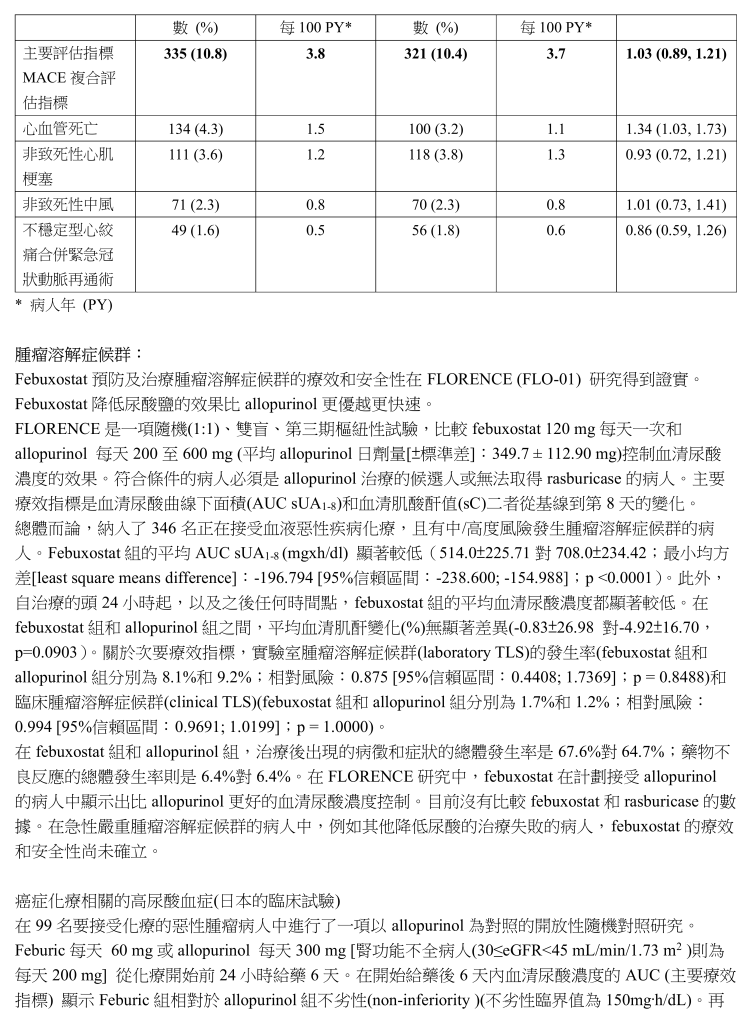 數 (%) 每 100 PY* 數 (%) 每 100 PY*
主要評估指標 335 (10.8) 3.8 321 (10.4) 3.7 1.03 (0.89, 1.21)
MACE 複合評
估指標
心血管死亡 134 (4.3) 1.5 100 (3.2) 1.1 1.34 (1.03, 1.73)
非致死性心肌 111 (3.6) 1.2 118 (3.8) 1.3 0.93 (0.72, 1.21)
梗塞
非致死性中風 71 (2.3) 0.8 70 (2.3) 0.8 1.01 (0.73, 1.41)
不穩定型心絞 49 (1.6) 0.5 56 (1.8) 0.6 0.86 (0.59, 1.26)
痛合併緊急冠
狀動脈再通術
* 病人年 (PY)
腫瘤溶解症候群：
Febuxostat 預防及治療腫瘤溶解症候群的療效和安全性在 FLORENCE (FLO-01) 研究得到證實。
Febuxostat 降低尿酸鹽的效果比 allopurinol 更優越更快速。
FLORENCE 是一項隨機(1:1)、雙盲、第三期樞紐性試驗，比較 febuxostat 120 mg 每天一次和
allopurinol 每天 200 至 600 mg (平均 allopurinol 日劑量[±標準差]：349.7 ± 112.90 mg)控制血清尿酸
濃度的效果。符合條件的病人必須是 allopurinol 治療的候選人或無法取得 rasburicase 的病人。主要
療效指標是血清尿酸曲線下面積(AUC sUA1-8)和血清肌酸酐值(sC)二者從基線到第 8 天的變化。
總體而論，納入了 346 名正在接受血液惡性疾病化療，且有中/高度風險發生腫瘤溶解症候群的病
人。Febuxostat 組的平均 AUC sUA1-8 (mgxh/dl) 顯著較低（514.0±225.71 對 708.0±234.42；最小均方
差[least square means difference]：-196.794 [95%信賴區間：-238.600; -154.988]；p <0.0001）。此外，
自治療的頭 24 小時起，以及之後任何時間點，febuxostat 組的平均血清尿酸濃度都顯著較低。在
febuxostat 組和 allopurinol 組之間，平均血清肌酐變化(%)無顯著差異(-0.83±26.98 對-4.92±16.70，
p=0.0903）。關於次要療效指標，實驗室腫瘤溶解症候群(laboratory TLS)的發生率(febuxostat 組和
allopurinol 組分別為 8.1%和 9.2%；相對風險：0.875 [95%信賴區間：0.4408; 1.7369]；p = 0.8488)和
臨床腫瘤溶解症候群(clinical TLS)(febuxostat 組和 allopurinol 組分別為 1.7%和 1.2%；相對風險：
0.994 [95%信賴區間：0.9691; 1.0199]；p = 1.0000)。
在 febuxostat 組和 allopurinol 組，治療後出現的病徵和症狀的總體發生率是 67.6%對 64.7%；藥物不
良反應的總體發生率則是 6.4%對 6.4%。在 FLORENCE 研究中，febuxostat 在計劃接受 allopurinol
的病人中顯示出比 allopurinol 更好的血清尿酸濃度控制。目前沒有比較 febuxostat 和 rasburicase 的數
據。在急性嚴重腫瘤溶解症候群的病人中，例如其他降低尿酸的治療失敗的病人，febuxostat 的療效
和安全性尚未確立。
癌症化療相關的高尿酸血症(日本的臨床試驗)
在 99 名要接受化療的惡性腫瘤病人中進行了一項以 allopurinol 為對照的開放性隨機對照研究。
Feburic 每天 60 mg 或 allopurinol 每天 300 mg [腎功能不全病人(30≤eGFR<45 mL/min/1.73 m2 )則為
每天 200 mg] 從化療開始前 24 小時給藥 6 天。在開始給藥後 6 天內血清尿酸濃度的 AUC (主要療效
指標) 顯示 Feburic 組相對於 allopurinol 組不劣性(non-inferiority )(不劣性臨界值為 150mg·h/dL)。再